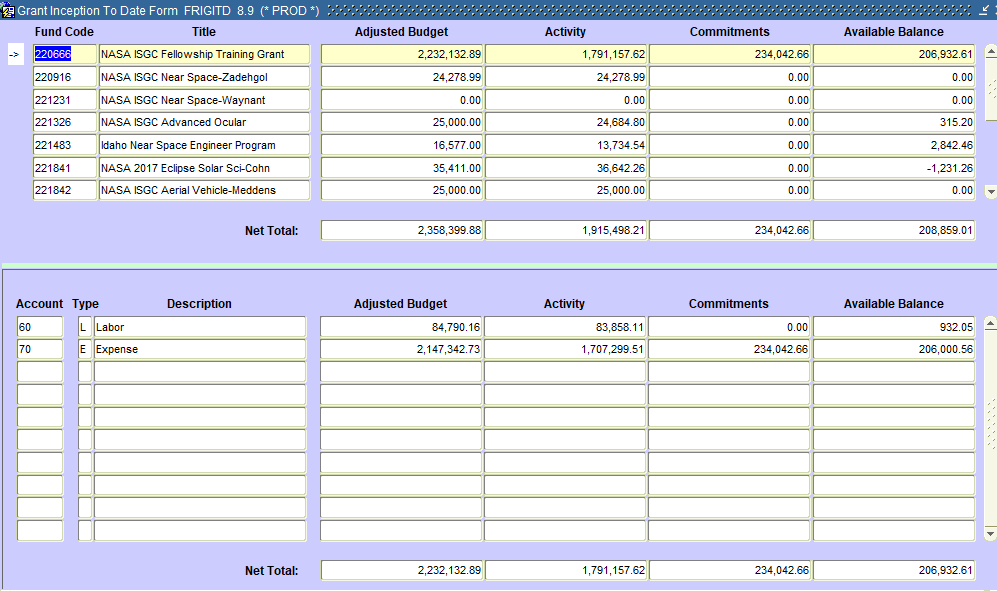 Grant Inception To Date Form FRIGITD 8.9 (* PROD *)
Fund Code Title Adjusted Budget Activity Commitments Available Balance
-> 220666 NASA ISGC Fellowship Training Grant 2,232,132.89 1,791,157.62 234,042.66 206,932.61
220916 NASA ISGC Near Space-Zadehgol 24,278.99 24,278.99 0.00 0.00
221231 NASA ISGC Near Space-Waynant 0.00 0.00 0.00 0.00
221326 NASA ISGC Advanced Ocular 25,000.00 24,684.80 0.00 315.20
221483 Idaho Near Space Engineer Program 16,577.00 13,734.54 0.00 2,842.46
221841 NASA 2017 Eclipse Solar Sci-Cohn 35,411.00 36,642.26 0.00 -1,231.26
221842 NASA ISGC Aerial Vehicle-Meddens 25,000.00 25,000.00 0.00 0.00
Net Total: 2,358,399.88 1,915,498.21 234,042.66 208,859.01
Account Type Description Adjusted Budget Activity Commitments Available Balance
60 L Labor 84,790.16 83,858.11 0.00 932.05
70 E Expense 2,147,342.73 1,707,299.51 234,042.66 206,000.56
Net Total: 2,232,132.89 1,791,157.62 234,042.66 206,932.61